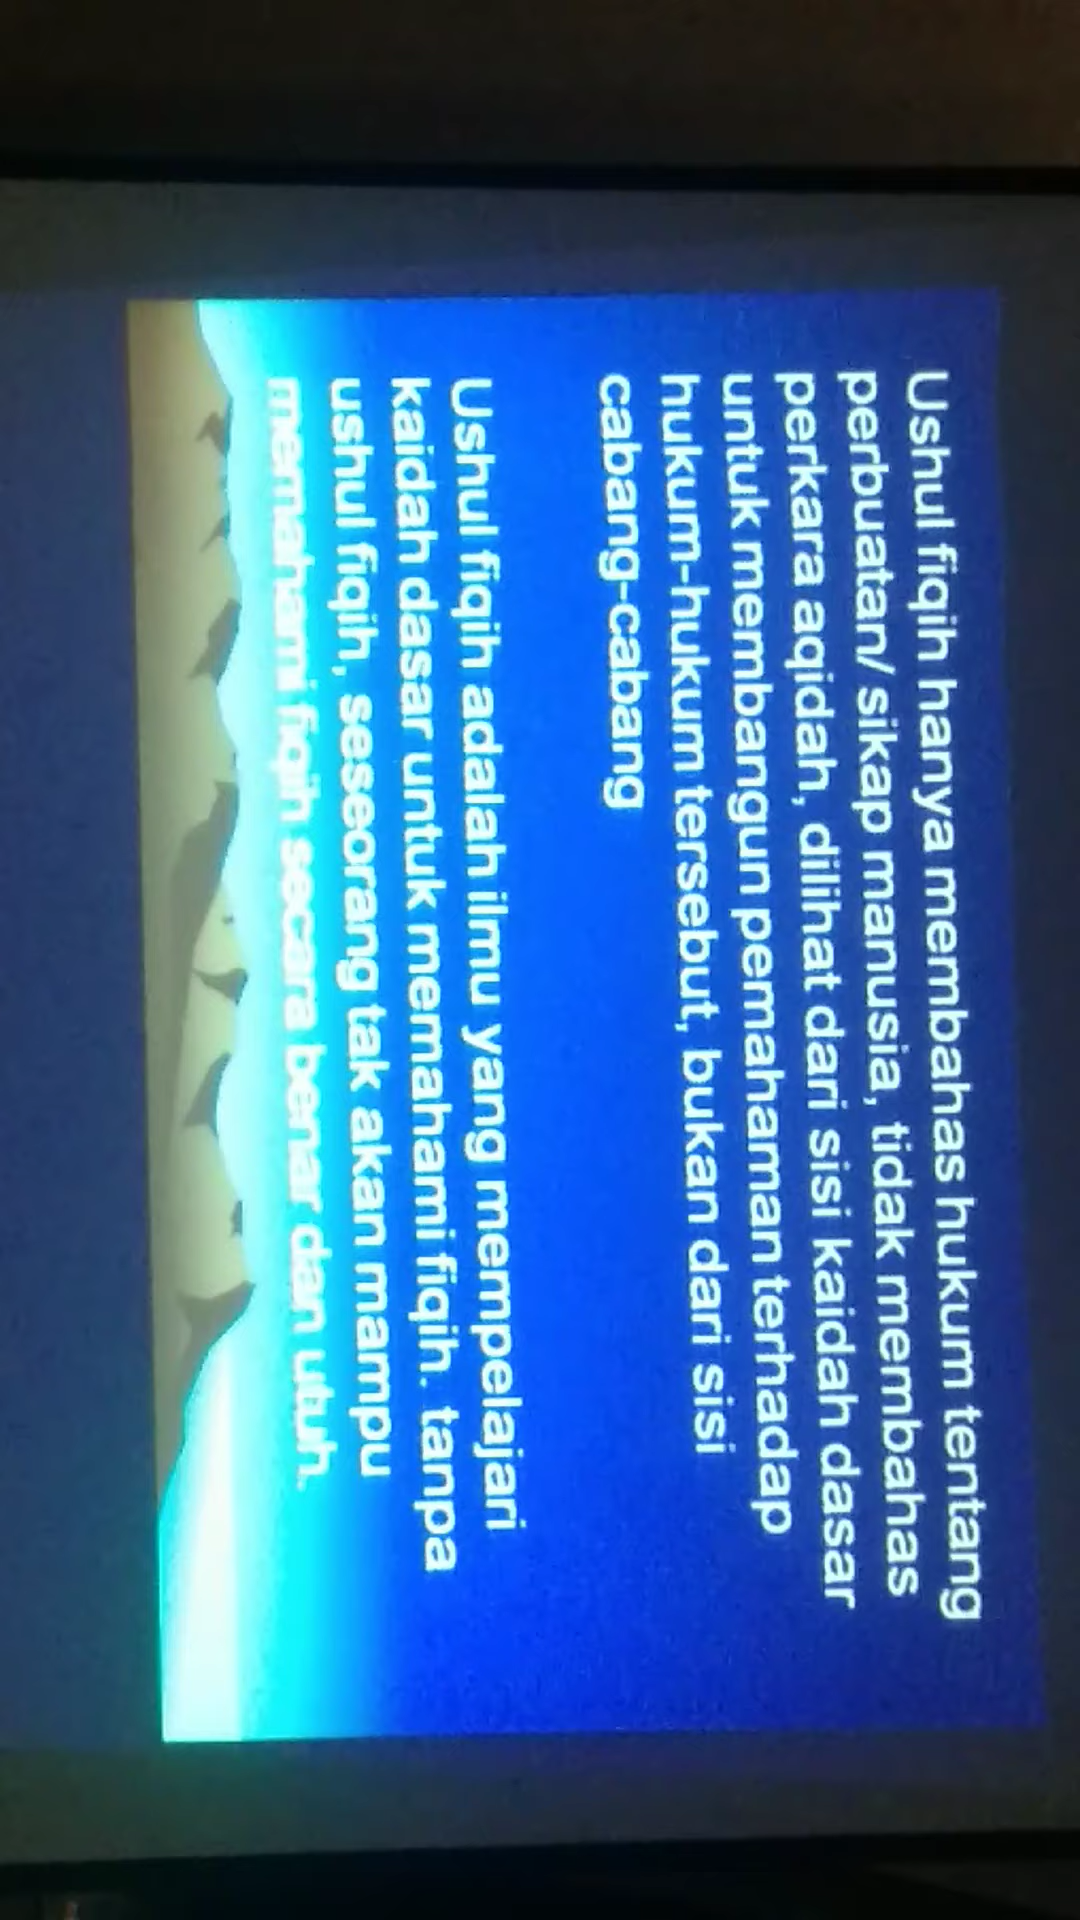 Ushul fiqih hanya membahas hukum tentang
perbuatan/ sikap manusia, tidak membahas
perkara aqidah, dilihat dari sisi kaidah dasar
untuk membangun pemahaman terhadap
hukum-hukum tersebut, bukan dari sisi
cabang-cabang
Ushul fiqih adalah ilmu yang mempelajari
kaidah dasar untuk memahami fiqih. tanpa
ushul fiqih, seseorang tak akan mampu
memahami fiqih secara benar dan utuh.